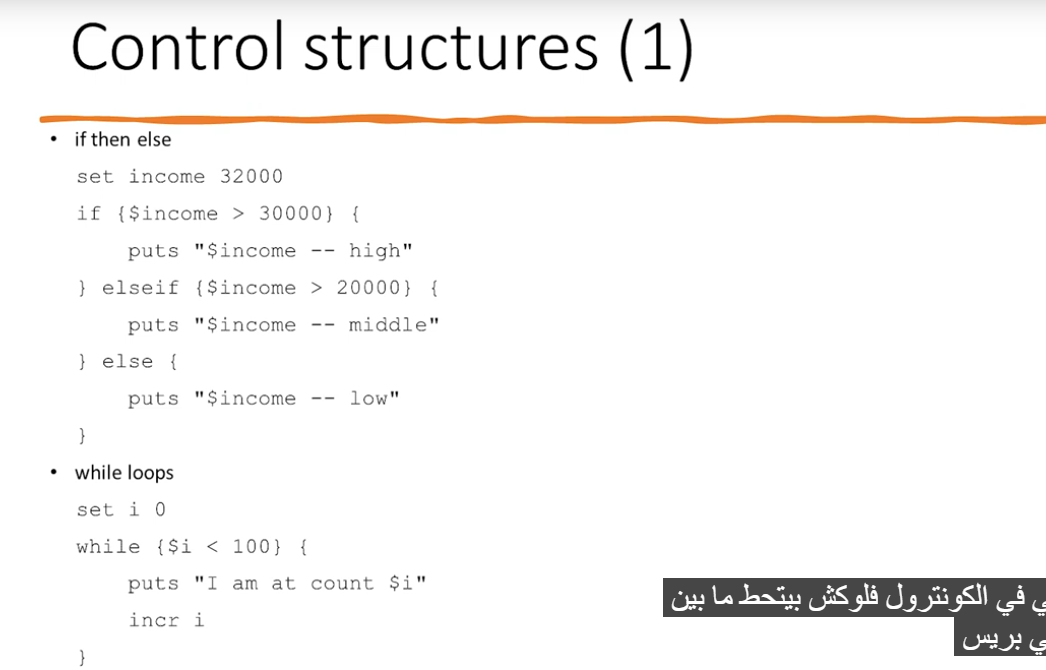 Control structures (1)
• if then else
set income 32000
if {$income > 30000} {
puts "$income -- high"
} elseif {$income > 20000} {
puts "$income -- middle"
} else {
puts "$income -- low"
}
• while loops
set i 0
while {$i < 100} {
puts "I am at count $i"
incr i
}
في الكونترول فلوكش بيتحط ما بين
بريس